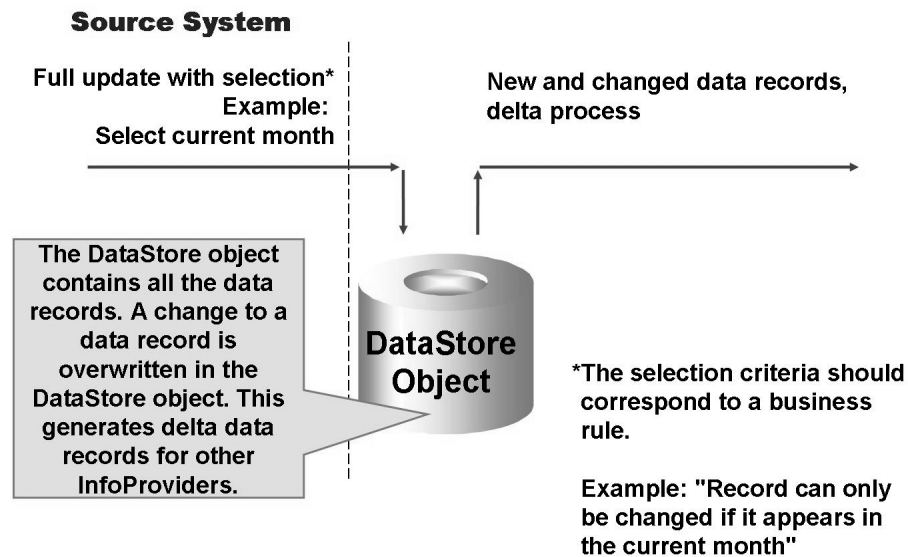 Source System
Full update with selection*
Example:
Select current month
New and changed data records,
delta process
The DataStore object
contains all the data
records. A change to a
data record is
overwritten in the
DataStore object. This
generates delta data
records for other
InfoProviders.
DataStore
Object
*The selection criteria should
correspond to a business
rule.
Example: "Record can only
be changed if it appears in
the current month"